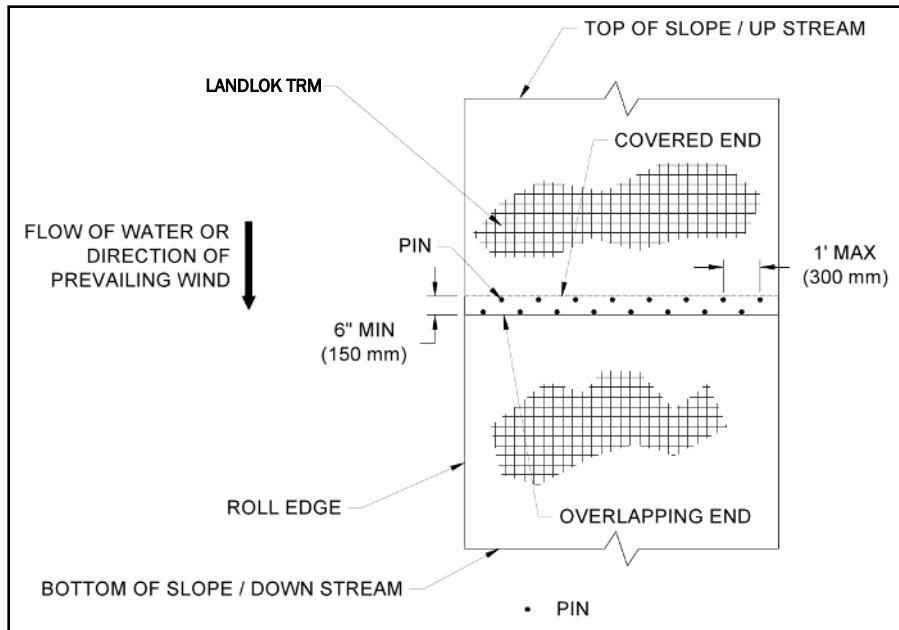 TOP OF SLOPE / UP STREAM
LANDLOK TRM
COVERED END
FLOW OF WATER OR
DIRECTION OF
PREVAILING WIND
PIN
1' MAX
(300 mm)
6" MIN
(150 mm)
ROLL EDGE
OVERLAPPING END
BOTTOM OF SLOPE / DOWN STREAM
PIN